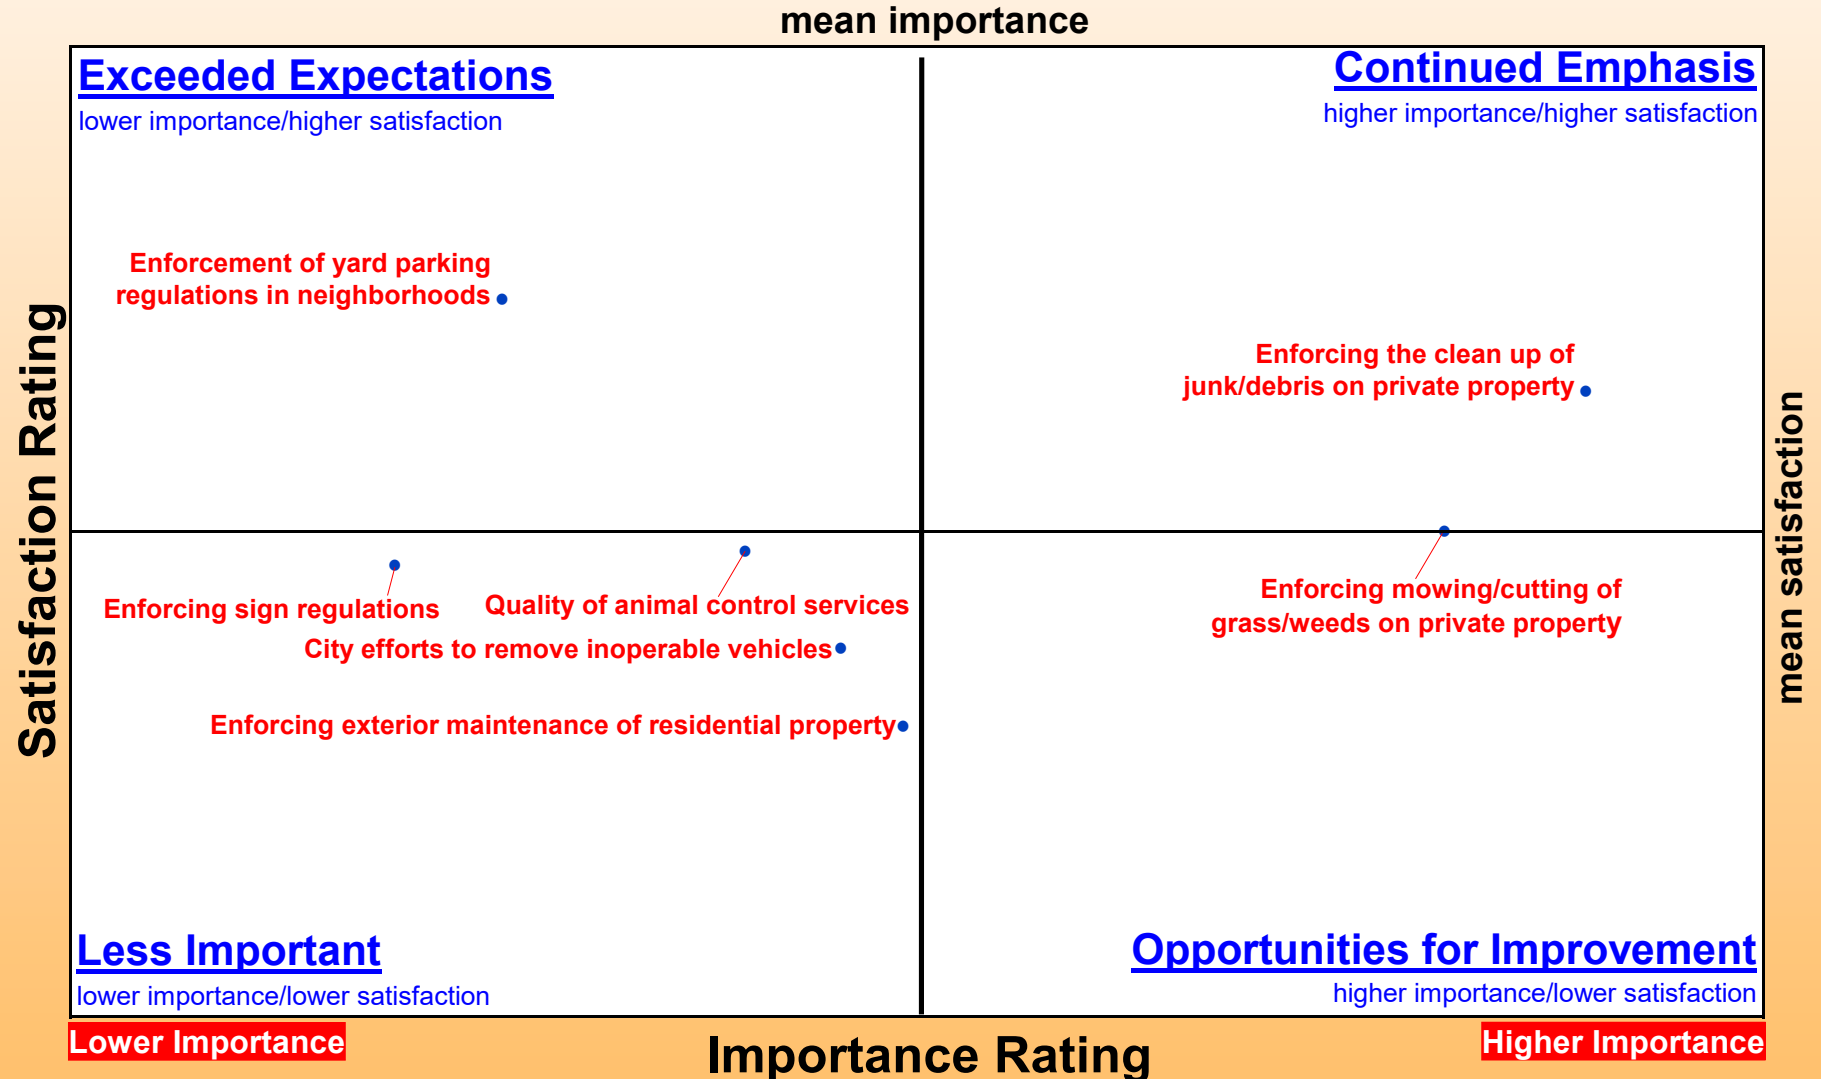 mean importance
Exceeded Expectations
lower importance/higher satisfaction
Continued Emphasis
higher importance/higher satisfaction
Enforcement of yard parking
regulations in neighborhoods
Enforcing the clean up of
junk/debris on private property
Satisfaction Rating
mean satisfaction
Enforcing sign regulations
Quality of animal control services
City efforts to remove inoperable vehicles
Enforcing exterior maintenance of residential property
Enforcing mowing/cutting of
grass/weeds on private property
Less Important
lower importance/lower satisfaction
Opportunities for Improvement
higher importance/lower satisfaction
Lower Importance
Importance Rating
Higher Importance